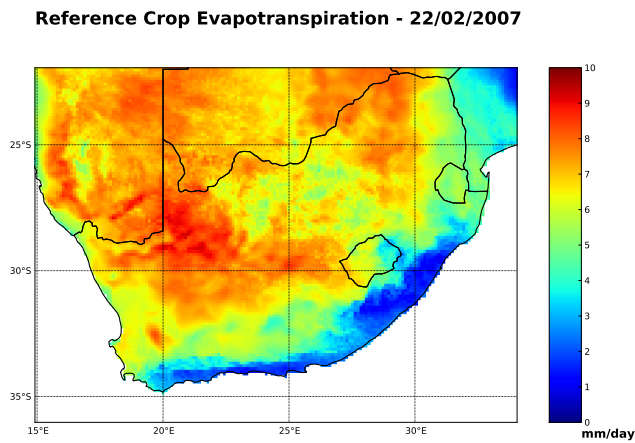 Reference Crop Evapotranspiration - 22/02/2007
10
9
8
7
6
5
4
3
2
1
0
mm/day
25°S
30°S
35°S
15°E
20°E
25°E
30°E